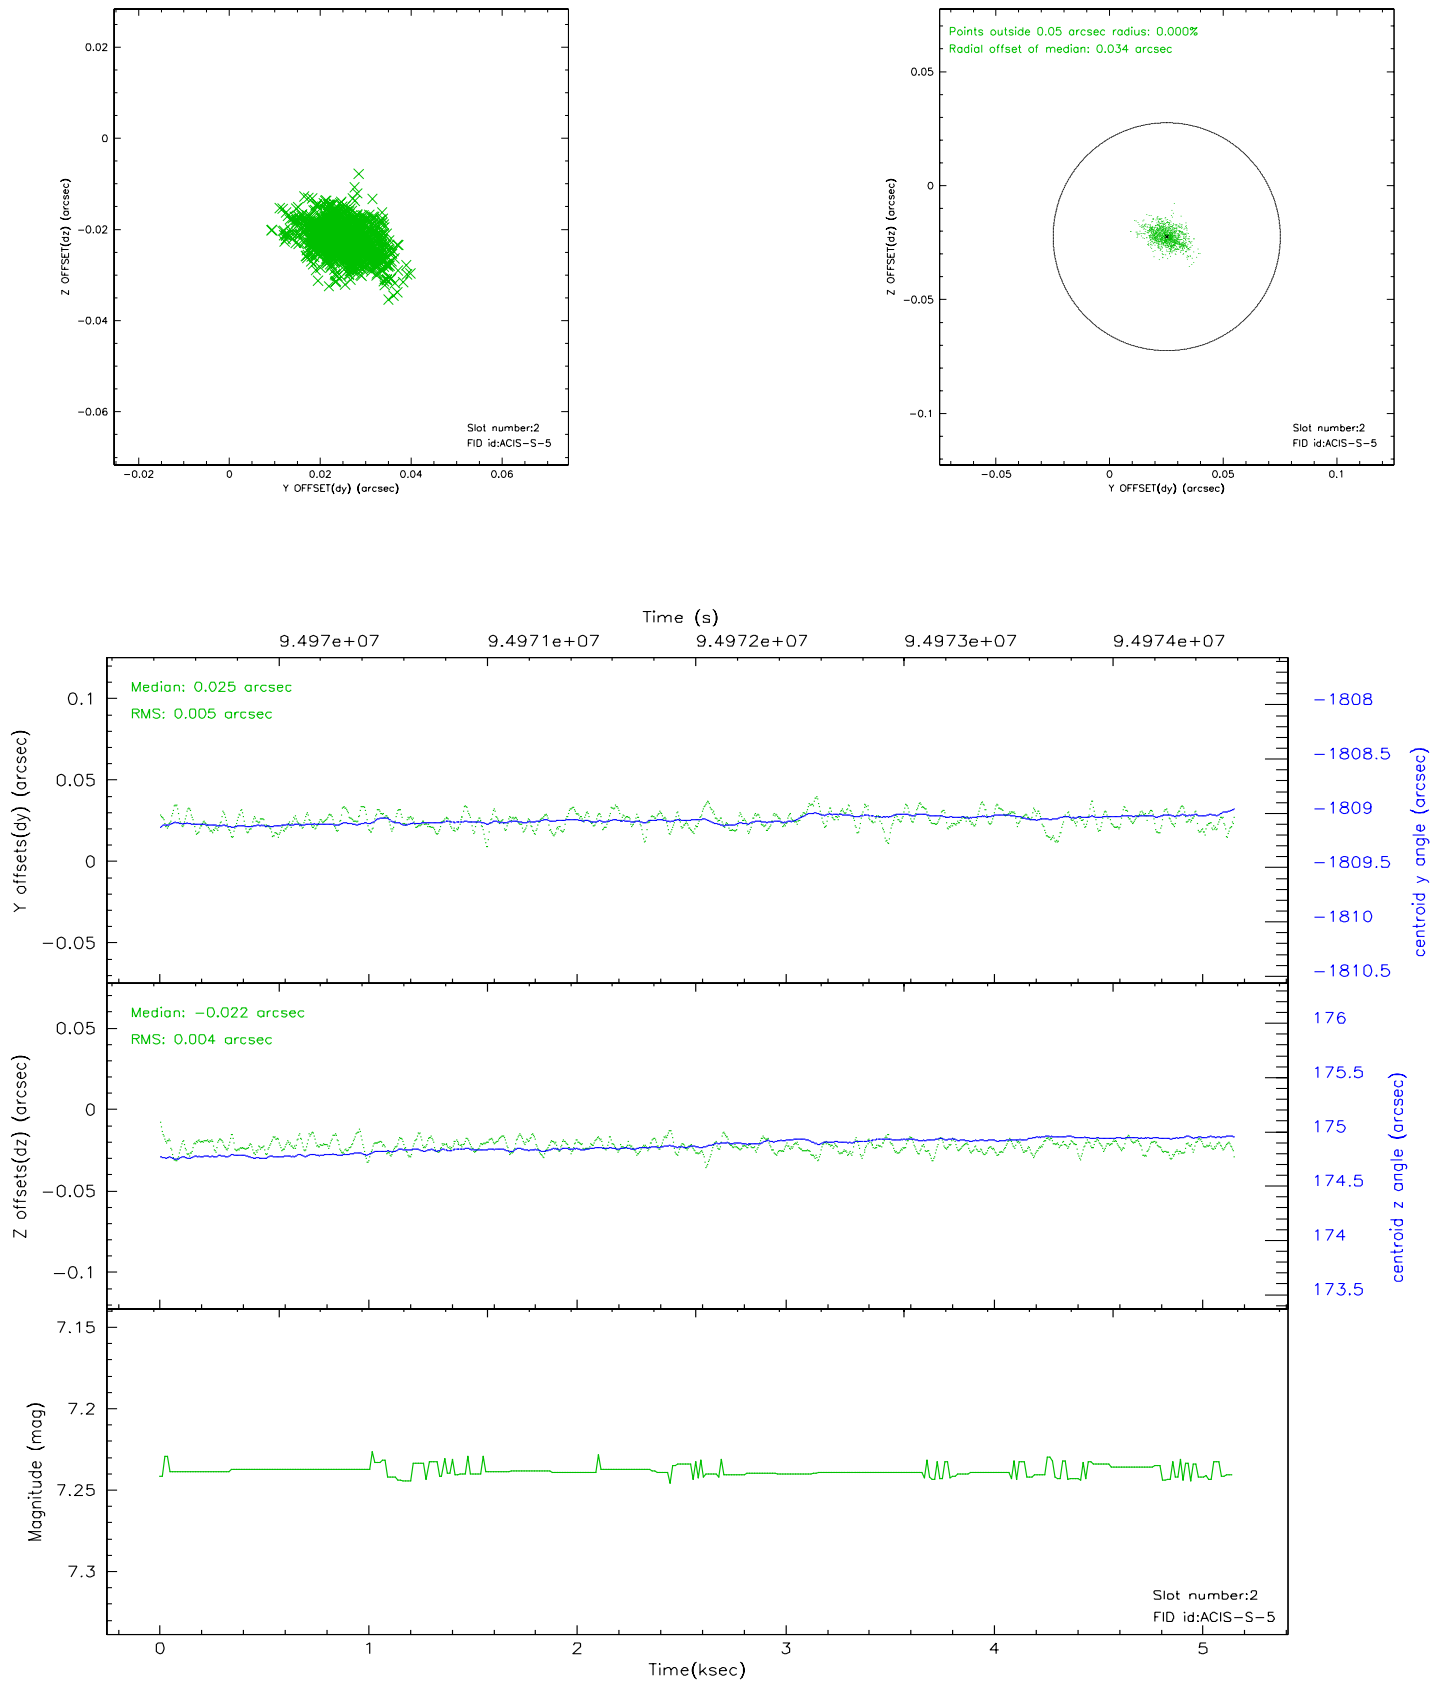 0.02
0
-0.02
-0.04
-0.06
Z OFFSET(dz) (arcsec)
Slot number:2
FID id:ACIS-S-5
-0.02 0 0.02 0.04 0.06
Y OFFSET(dy) (arcsec)
Points outside 0.05 arcsec radius: 0.000%
Radial offset of median: 0.034 arcsec
0.05
0
-0.05
-0.1
Z OFFSET(dz) (arcsec)
Slot number:2
FID id:ACIS-S-5
-0.05 0 0.05 0.1
Y OFFSET(dy) (arcsec)
Time (s)
9.497e+07 9.4971e+07 9.4972e+07 9.4973e+07 9.4974e+07
Median: 0.025 arcsec
RMS: 0.005 arcsec
0.1
0.05
0
-0.05
Y offsets(dy) (arcsec)
-1808
-1808.5
-1809
-1809.5
-1810
-1810.5
centroid y angle (arcsec)
Median: -0.022 arcsec
RMS: 0.004 arcsec
0.05
0
-0.05
-0.1
Z offsets(dz) (arcsec)
176
175.5
175
174.5
174
173.5
centroid z angle (arcsec)
7.15
7.2
7.25
7.3
Magnitude (mag)
Slot number:2
FID id:ACIS-S-5
0 1 2 3 4 5
Time(ksec)